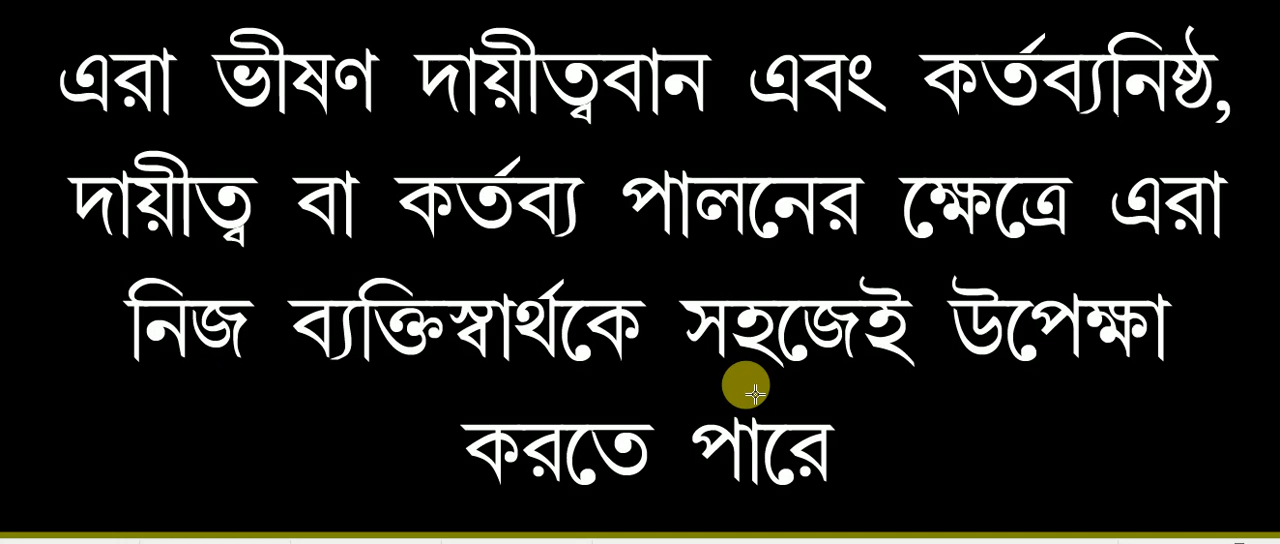 এরা ভীষণ দায়ীত্ববান এবং কর্তব্যনিষ্ঠ,
দায়ীত্ব বা কর্তব্য পালনের ক্ষেত্রে এরা
নিজ ব্যক্তিস্বার্থকে সহজেই উপেক্ষা
করতে পারে